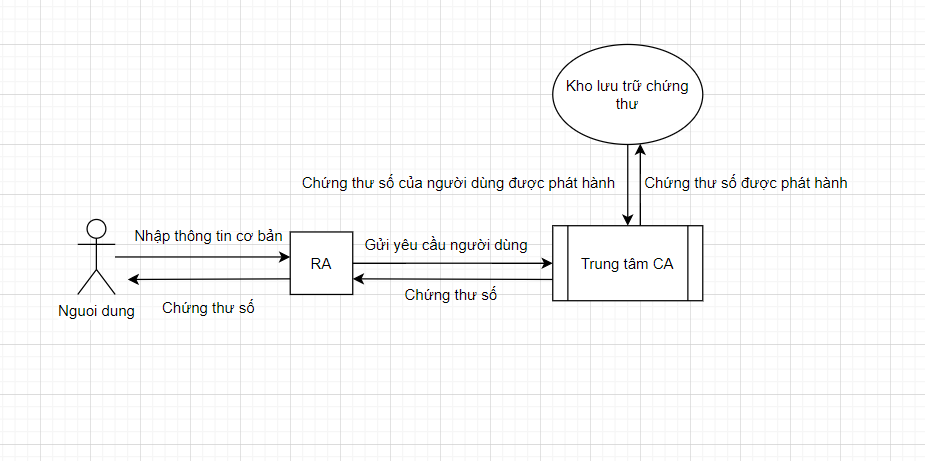 Kho lưu trữ chứng
thư
Chứng thư số của người dùng được phát hành
Chứng thư số được phát hành
Nhập thông tin cơ bản
Gửi yêu cầu người dùng
RA
Trung tâm CA
Chứng thư số
Chứng thư số
Nguoi dung